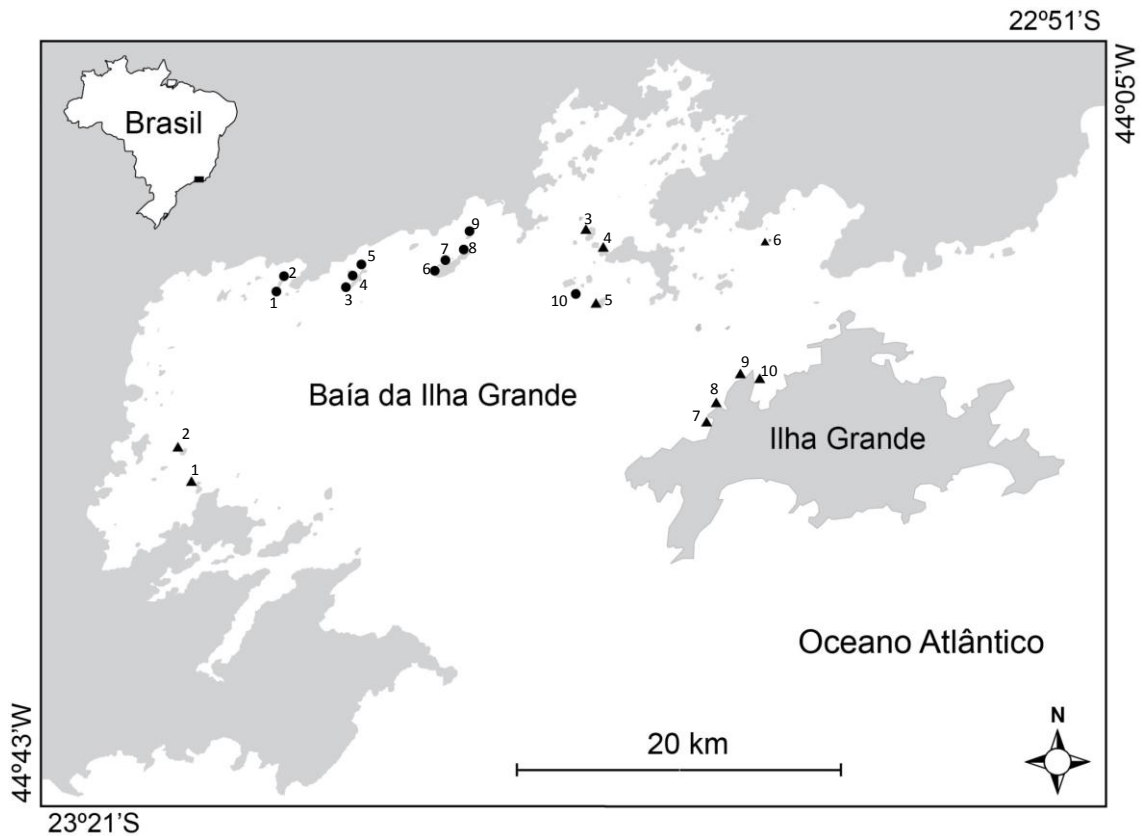 22º51'S
44º05'W
Brasil
9
3
4
6
8
7
5
6
2
4
1
3
10
5
9
10
Baía da Ilha Grande
8
7
2
Ilha Grande
1
Oceano Atlântico
N
20 km
44º43'W
23º21'S